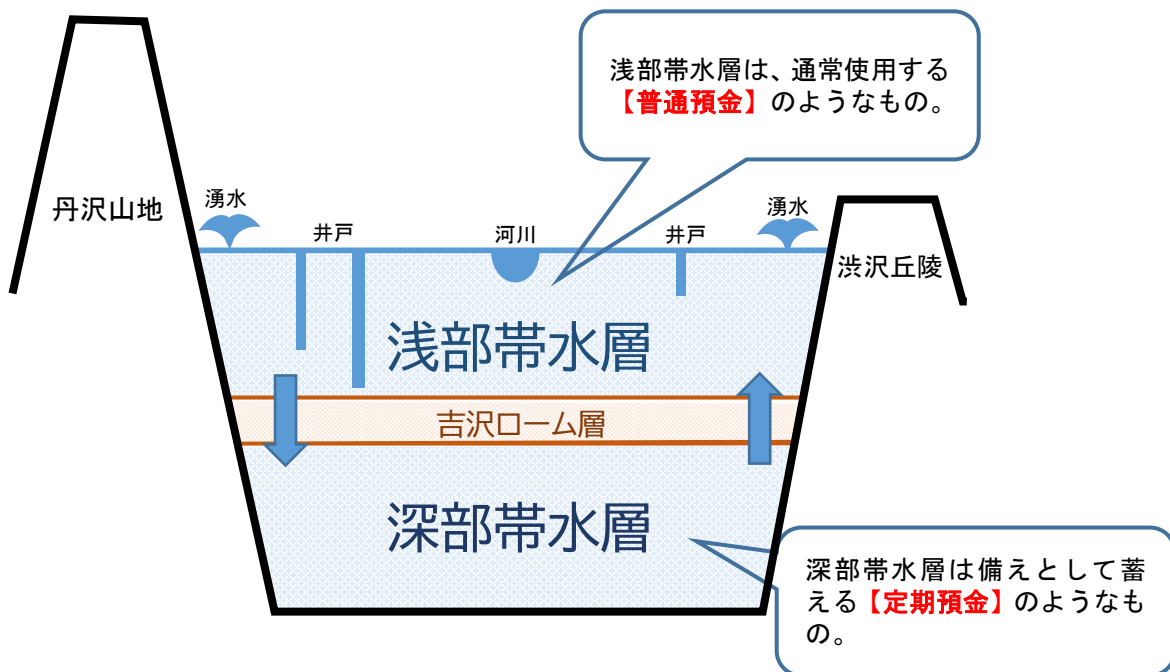 浅部帯水層は、通常使用する
【普通預金】のようなもの。
丹沢山地
湧水
井戸
河川
井戸
湧水
渋沢丘陵
浅部帯水層
吉沢ローム層
深部帯水層
深部帯水層は備えとして蓄
える【定期預金】のようなも
の。